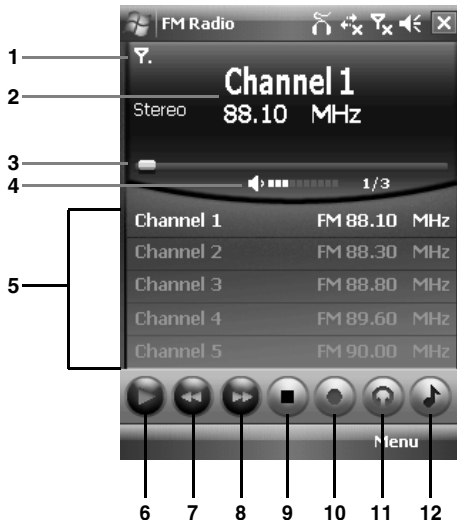 FM Radio
1
2
Channel 1
Stereo 88.10 MHz
3
4
1/3
5
Channel 1 FM 88.10 MHz
Channel 2 FM 88.30 MHz
Channel 3 FM 88.80 MHz
Channel 4 FM 89.60 MHz
Channel 5 FM 90.00 MHz
Menu
6 7 8 9 10 11 12